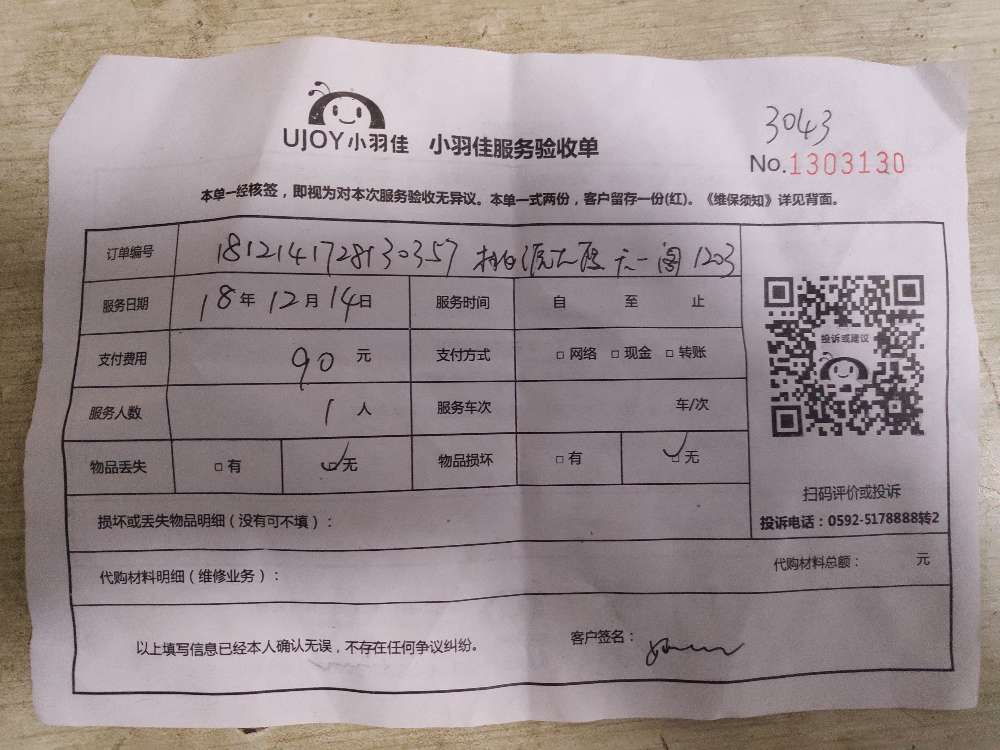 UJOY小羽佳 小羽佳服务验收单
3043
No.1303130
本单一经核签，即视为对本次服务验收无异议。本单一式两份，客户留存一份(红)。《维保须知》详见背面。
订单编号 1812141728130357 天一阁 1203
服务日期 18年12月14日 服务时间 自 至 止
支付费用 90 元 支付方式 □ 网络 □ 现金 □ 转账
服务人数 1 人 服务车次 车/次
物品丢失 □ 有 ☑ 无 物品损坏 □ 有 ☑ 无
投诉或建议
扫码评价或投诉
投诉电话：0592-5178888转2
损坏或丢失物品明细（没有可不填）：
代购材料明细（维修业务）： 代购材料总额： 元
以上填写信息已经本人确认无误，不存在任何争议纠纷。 客户签名：